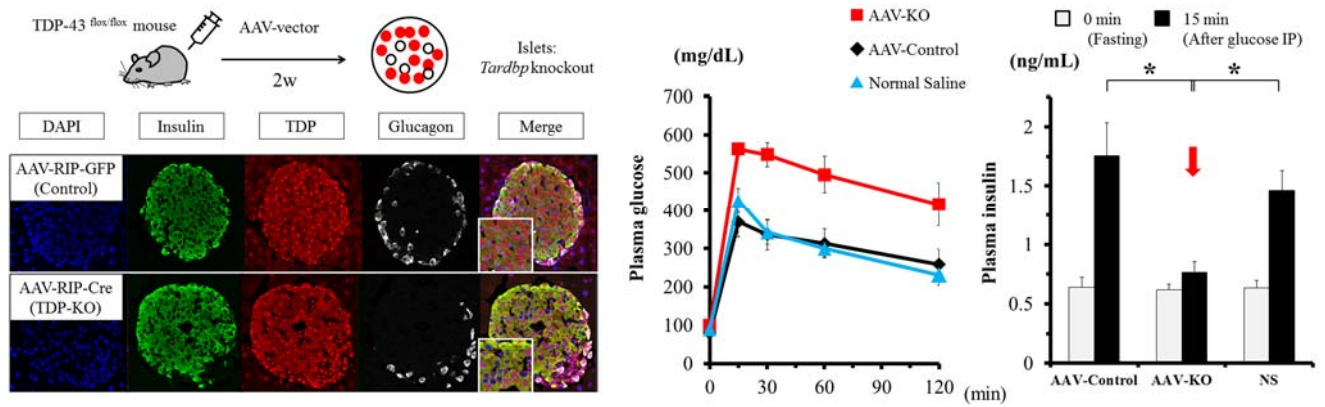 TDP-43 flox/flox mouse
AAV-vector
2w
Islets:
Tardbp knockout
DAPI
Insulin
TDP
Glucagon
Merge
AAV-RIP-GFP
(Control)
AAV-RIP-Cre
(TDP-KO)
AAV-KO
AAV-Control
Normal Saline
(mg/dL)
Plasma glucose
700
600
500
400
300
200
100
0
0
30
60
90
120
(min)
0 min
(Fasting)
15 min
(After glucose IP)
(ng/mL)
*
*
Plasma insulin
2
1.5
1
0.5
0
AAV-Control
AAV-KO
NS